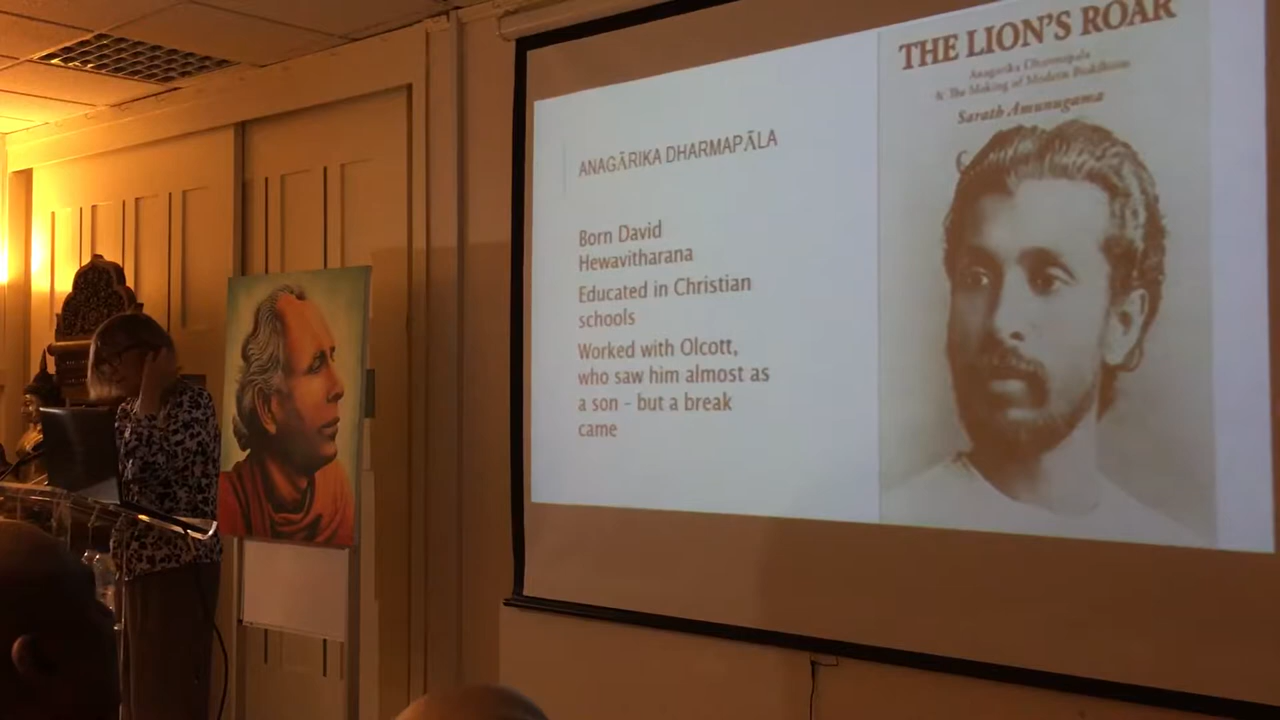 ANAGĀRIKA DHARMAPĀLA
Born David
Hewavitharana
Educated in Christian
schools
Worked with Olcott,
who saw him almost as
a son - but a break
came
THE LION'S ROAR
Anagarika Dharmapala
& The Making of Modern Buddhism
Sarath Amunugama